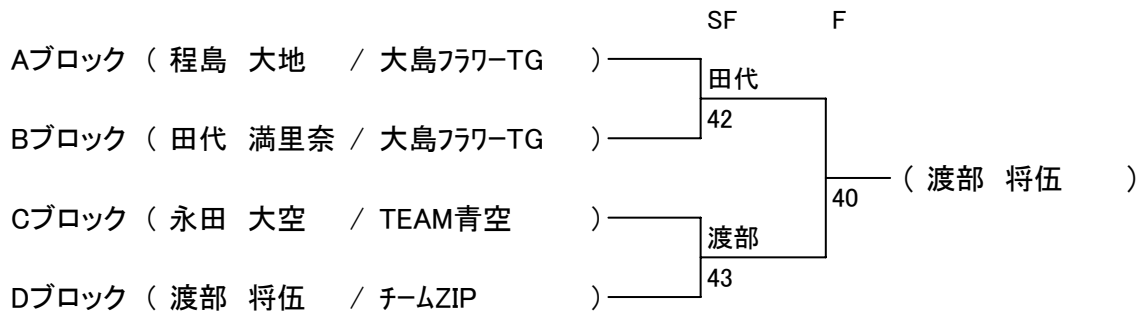 SF F
Aブロック （ 程島 大地 / 大島ﾌﾗﾜｰTG ）
田代
42
Bブロック （ 田代 満里奈 / 大島ﾌﾗﾜｰTG ）
（ 渡部 将伍 ）
40
Cブロック （ 永田 大空 / TEAM青空 ）
渡部
43
Dブロック （ 渡部 将伍 / ﾁｰﾑZIP ）